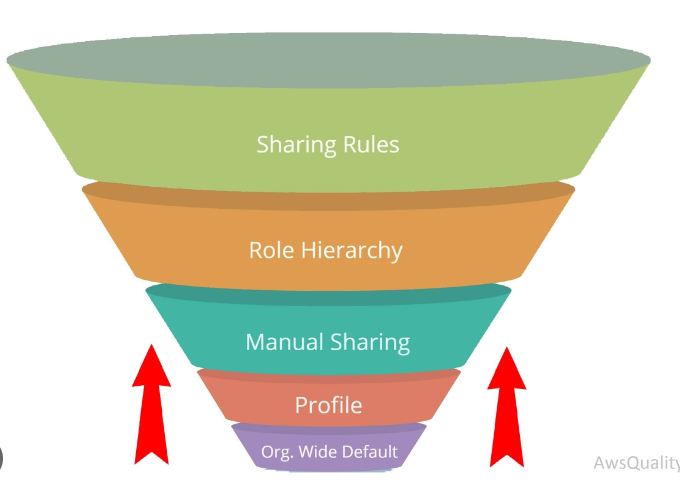 Sharing Rules
Role Hierarchy
Manual Sharing
Profile
Org. Wide Default
AwsQuality